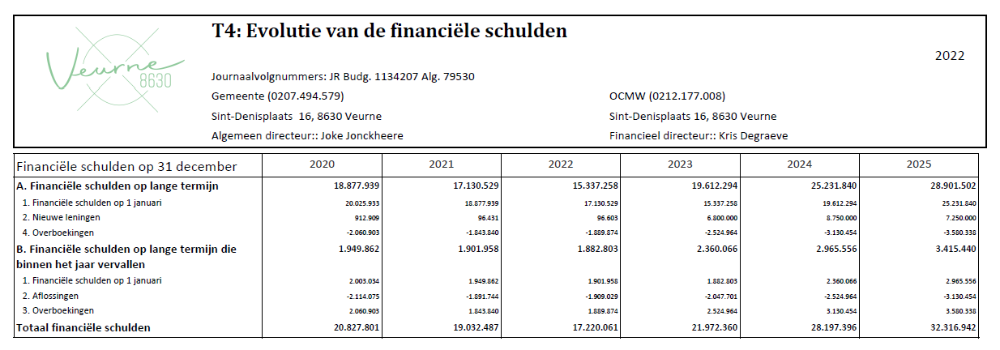 T4: Evolutie van de financiële schulden
Veurne
8630
2022
Journaalvolgnummers: JR Budg. 1134207 Alg. 79530
Gemeente (0207.494.579) OCMW (0212.177.008)
Sint-Denisplaats 16, 8630 Veurne Sint-Denisplaats 16, 8630 Veurne
Algemeen directeur:: Joke Jonckheere Financieel directeur:: Kris Degraeve
Financiële schulden op 31 december 2020 2021 2022 2023 2024 2025
A. Financiële schulden op lange termijn 18.877.939 17.130.529 15.337.258 19.612.294 25.231.840 28.901.502
1. Financiële schulden op 1 januari 20.025.933 18.877.939 17.130.529 15.337.258 19.612.294 25.231.840
2. Nieuwe leningen 912.909 96.431 96.603 6.800.000 8.750.000 7.250.000
4. Overboekingen -2.060.903 -1.843.840 -1.889.874 -2.524.964 -3.130.454 -3.580.338
B. Financiële schulden op lange termijn die 1.949.862 1.901.958 1.882.803 2.360.066 2.965.556 3.415.440
binnen het jaar vervallen
1. Financiële schulden op 1 januari 2.003.034 1.949.862 1.901.958 1.882.803 2.360.066 2.965.556
2. Aflossingen -2.114.075 -1.891.744 -1.909.029 -2.047.701 -2.524.964 -3.130.454
3. Overboekingen 2.060.903 1.843.840 1.889.874 2.524.964 3.130.454 3.580.338
Totaal financiële schulden 20.827.801 19.032.487 17.220.061 21.972.360 28.197.396 32.316.942